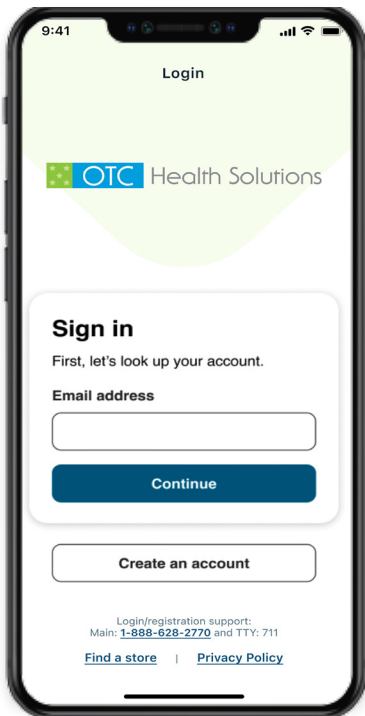 9:41
Login
OTC Health Solutions
Sign in
First, let's look up your account.
Email address
Continue
Create an account
Login/registration support:
Main: 1-888-628-2770 and TTY: 711
Find a store | Privacy Policy